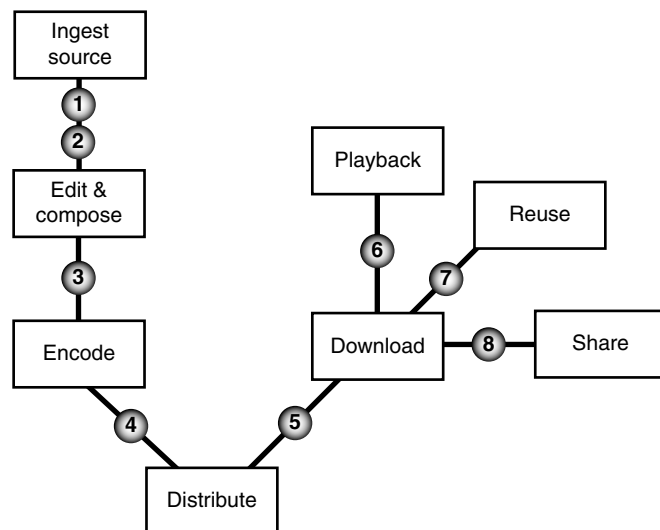 Ingest
source
1
2
Edit &
compose
3
Encode
4
Distribute
5
Download
6
Playback
7
Reuse
8
Share